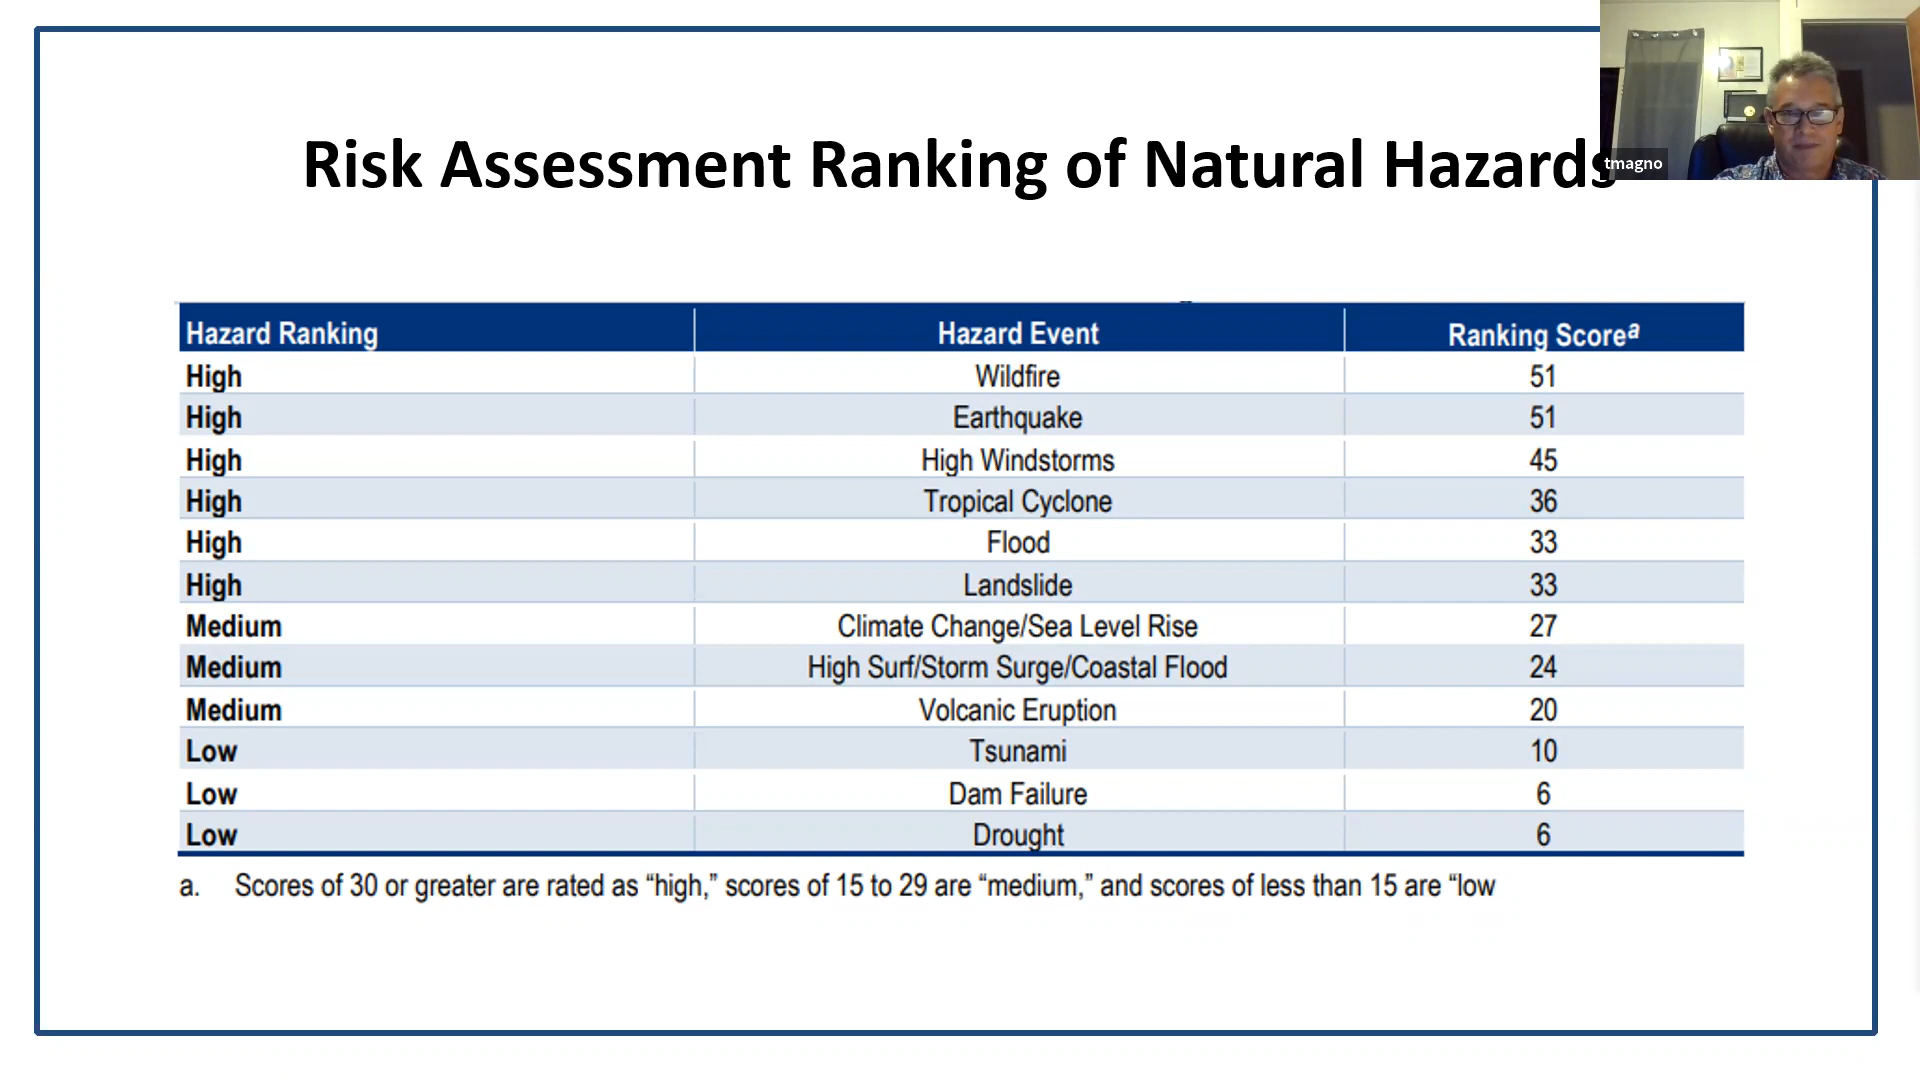 Risk Assessment Ranking of Natural Hazards
tmagno
Hazard Ranking Hazard Event Ranking Scoreᵃ
High Wildfire 51
High Earthquake 51
High High Windstorms 45
High Tropical Cyclone 36
High Flood 33
High Landslide 33
Medium Climate Change/Sea Level Rise 27
Medium High Surf/Storm Surge/Coastal Flood 24
Medium Volcanic Eruption 20
Low Tsunami 10
Low Dam Failure 6
Low Drought 6
a. Scores of 30 or greater are rated as “high,” scores of 15 to 29 are “medium,” and scores of less than 15 are “low